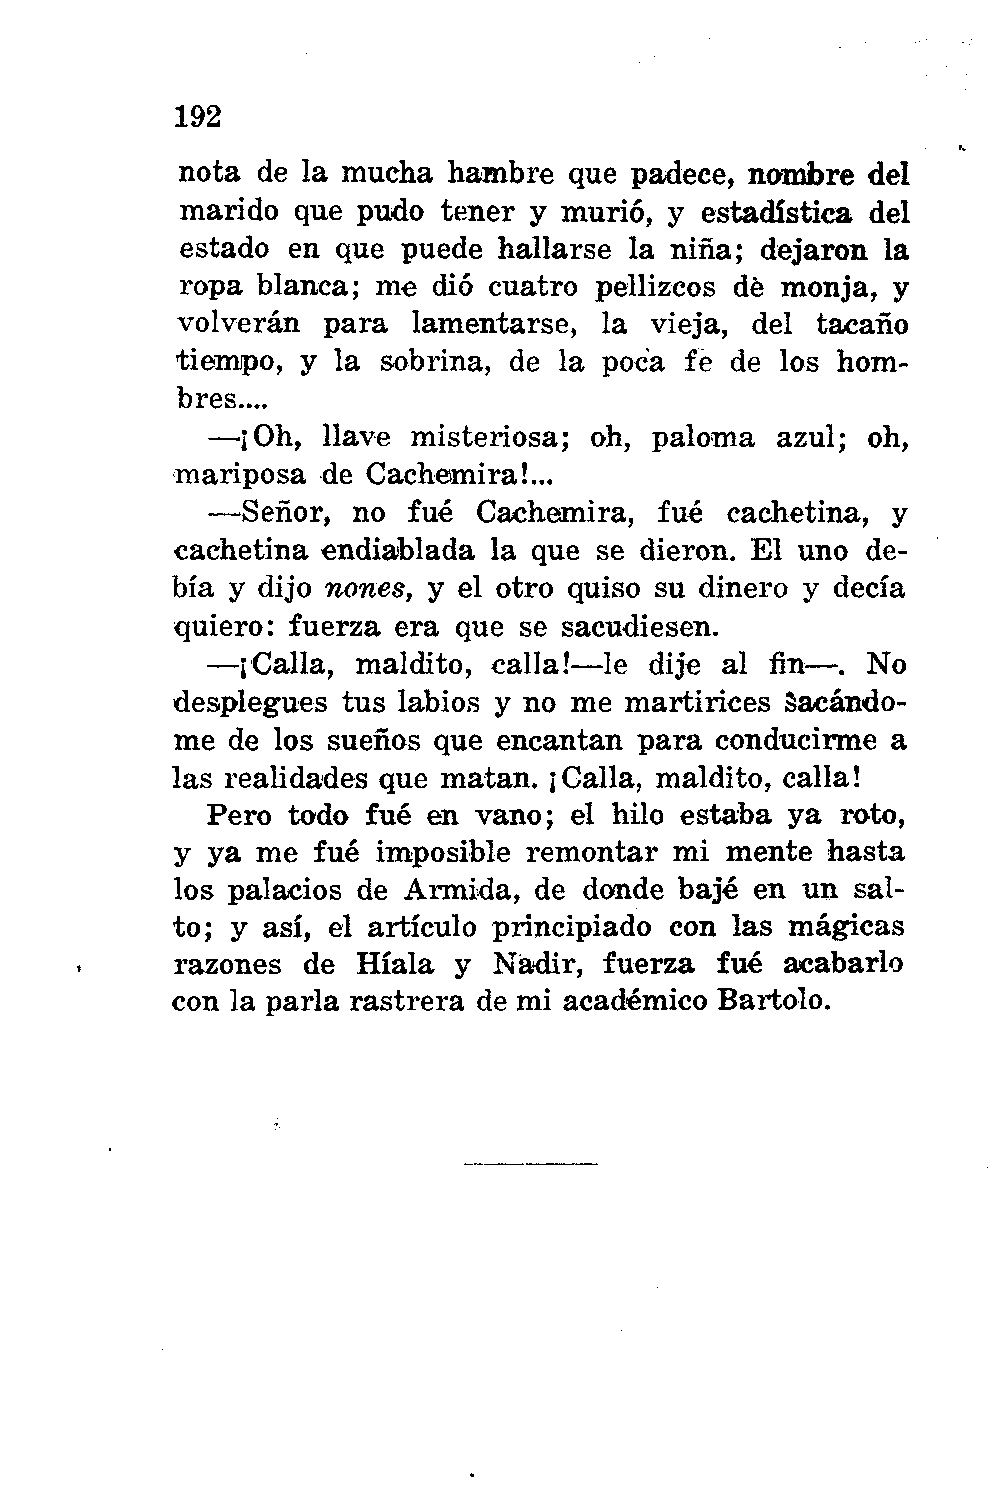 192
nota de la mucha hambre que padece, nombre del
marido que pudo tener y murió, y estadística del
estado en que puede hallarse la niña; dejaron la
ropa blanca; me dió cuatro pellizcos dè monja, y
volverán para lamentarse, la vieja, del tacaño
tiempo, y la sobrina, de la poca fe de los hom-
bres....
—¡Oh, llave misteriosa; oh, paloma azul; oh,
mariposa de Cachemira!...
—Señor, no fué Cachemira, fué cachetina, y
cachetina endiablada la que se dieron. El uno de-
bía y dijo nones, y el otro quiso su dinero y decía
quiero: fuerza era que se sacudiesen.
—¡Calla, maldito, calla!—le dije al fin—. No
desplegues tus labios y no me martirices sacándo-
me de los sueños que encantan para conducirme a
las realidades que matan. ¡Calla, maldito, calla!
Pero todo fué en vano; el hilo estaba ya roto,
y ya me fué imposible remontar mi mente hasta
los palacios de Armida, de donde bajé en un sal-
to; y así, el artículo principiado con las mágicas
razones de Híala y Nadir, fuerza fué acabarlo
con la parla rastrera de mi académico Bartolo.